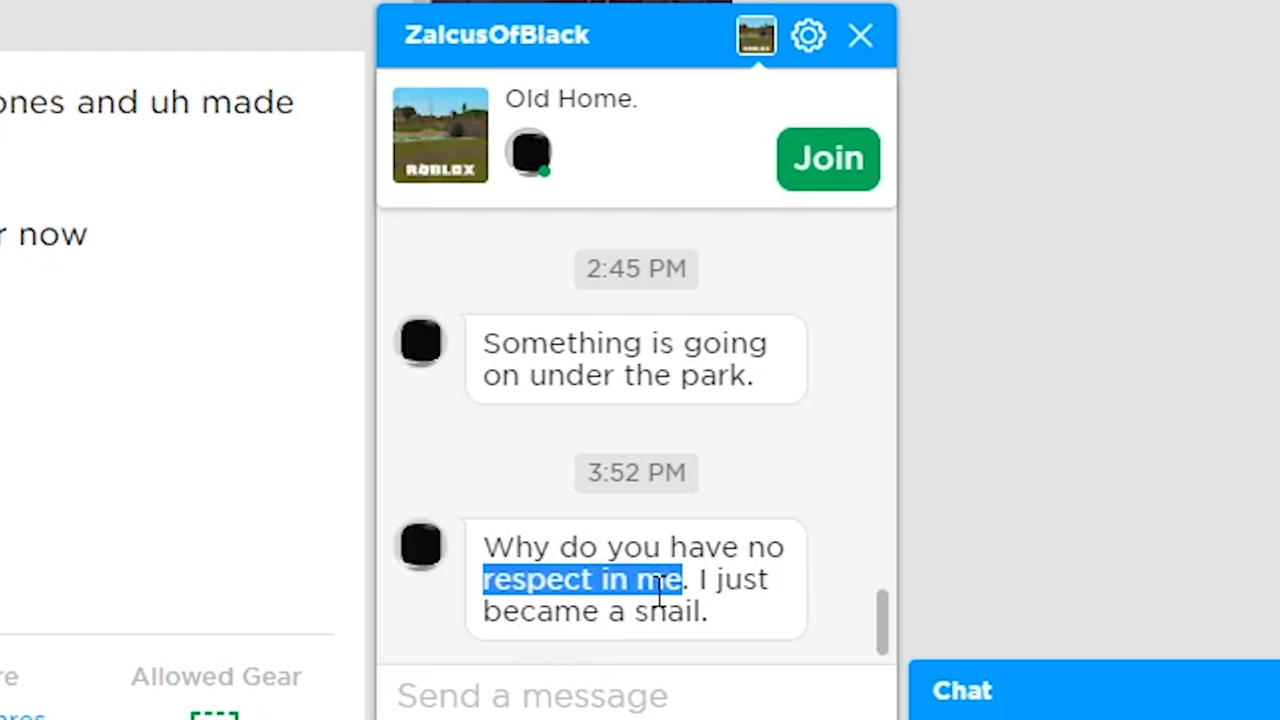 ones and uh made
r now
re
Allowed Gear
ZalcusOfBlack
Old Home.
ROBLOX
Join
2:45 PM
Something is going
on under the park.
3:52 PM
Why do you have no
respect in me. I just
became a snail.
Send a message
Chat